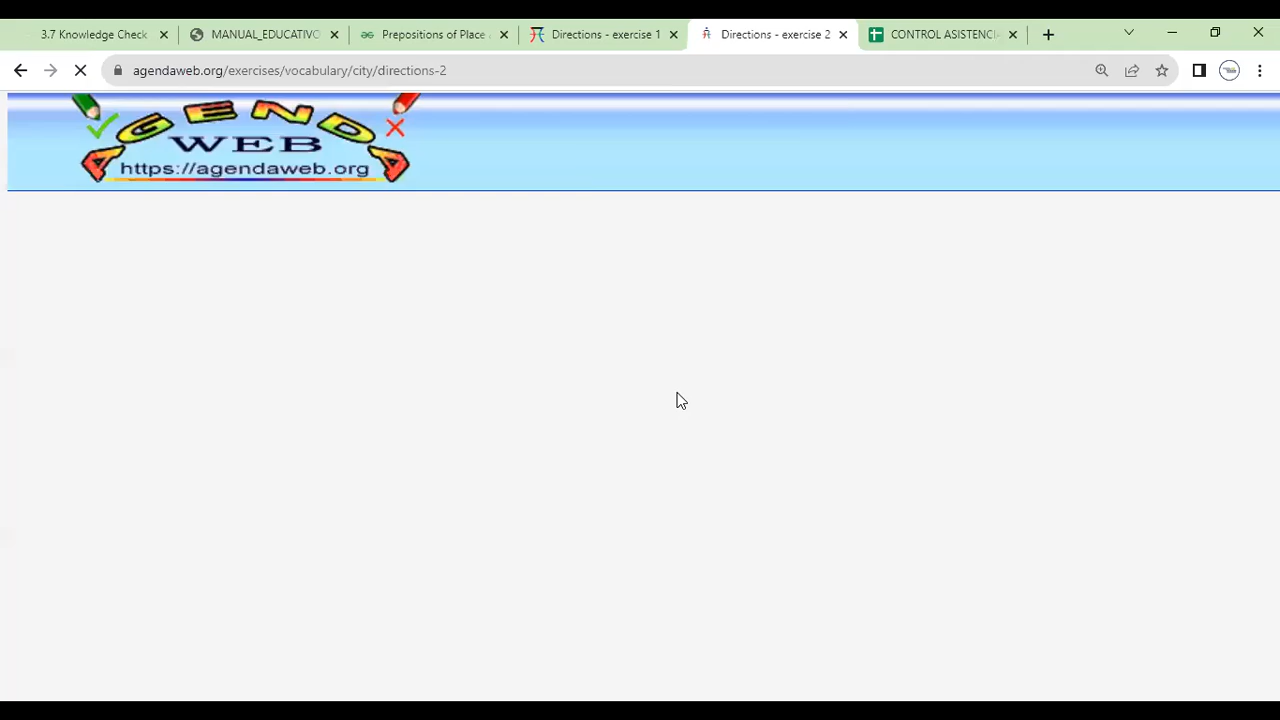 3.7 Knowledge Check
MANUAL_EDUCATIVO
Prepositions of Place
Directions - exercise 1
Directions - exercise 2
CONTROL ASISTENCI
agendaweb.org/exercises/vocabulary/city/directions-2
AGENDA
WEB
https://agendaweb.org